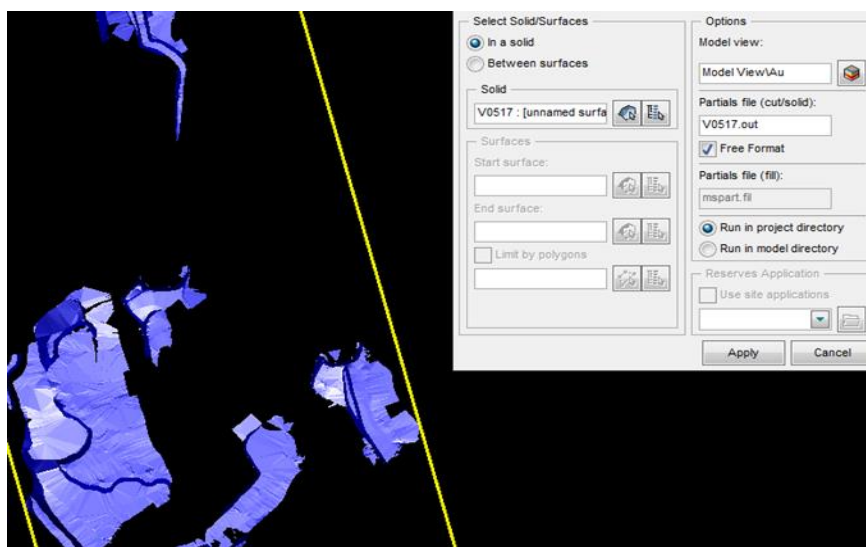 Select Solid/Surfaces
In a solid
Between surfaces
Solid
V0517 : [unnamed surfa
Surfaces
Start surface:
End surface:
Limit by polygons
Options
Model view:
Model View\Au
Partials file (cut/solid):
V0517.out
Free Format
Partials file (fill):
mspart.fil
Run in project directory
Run in model directory
Reserves Application
Use site applications
Apply
Cancel